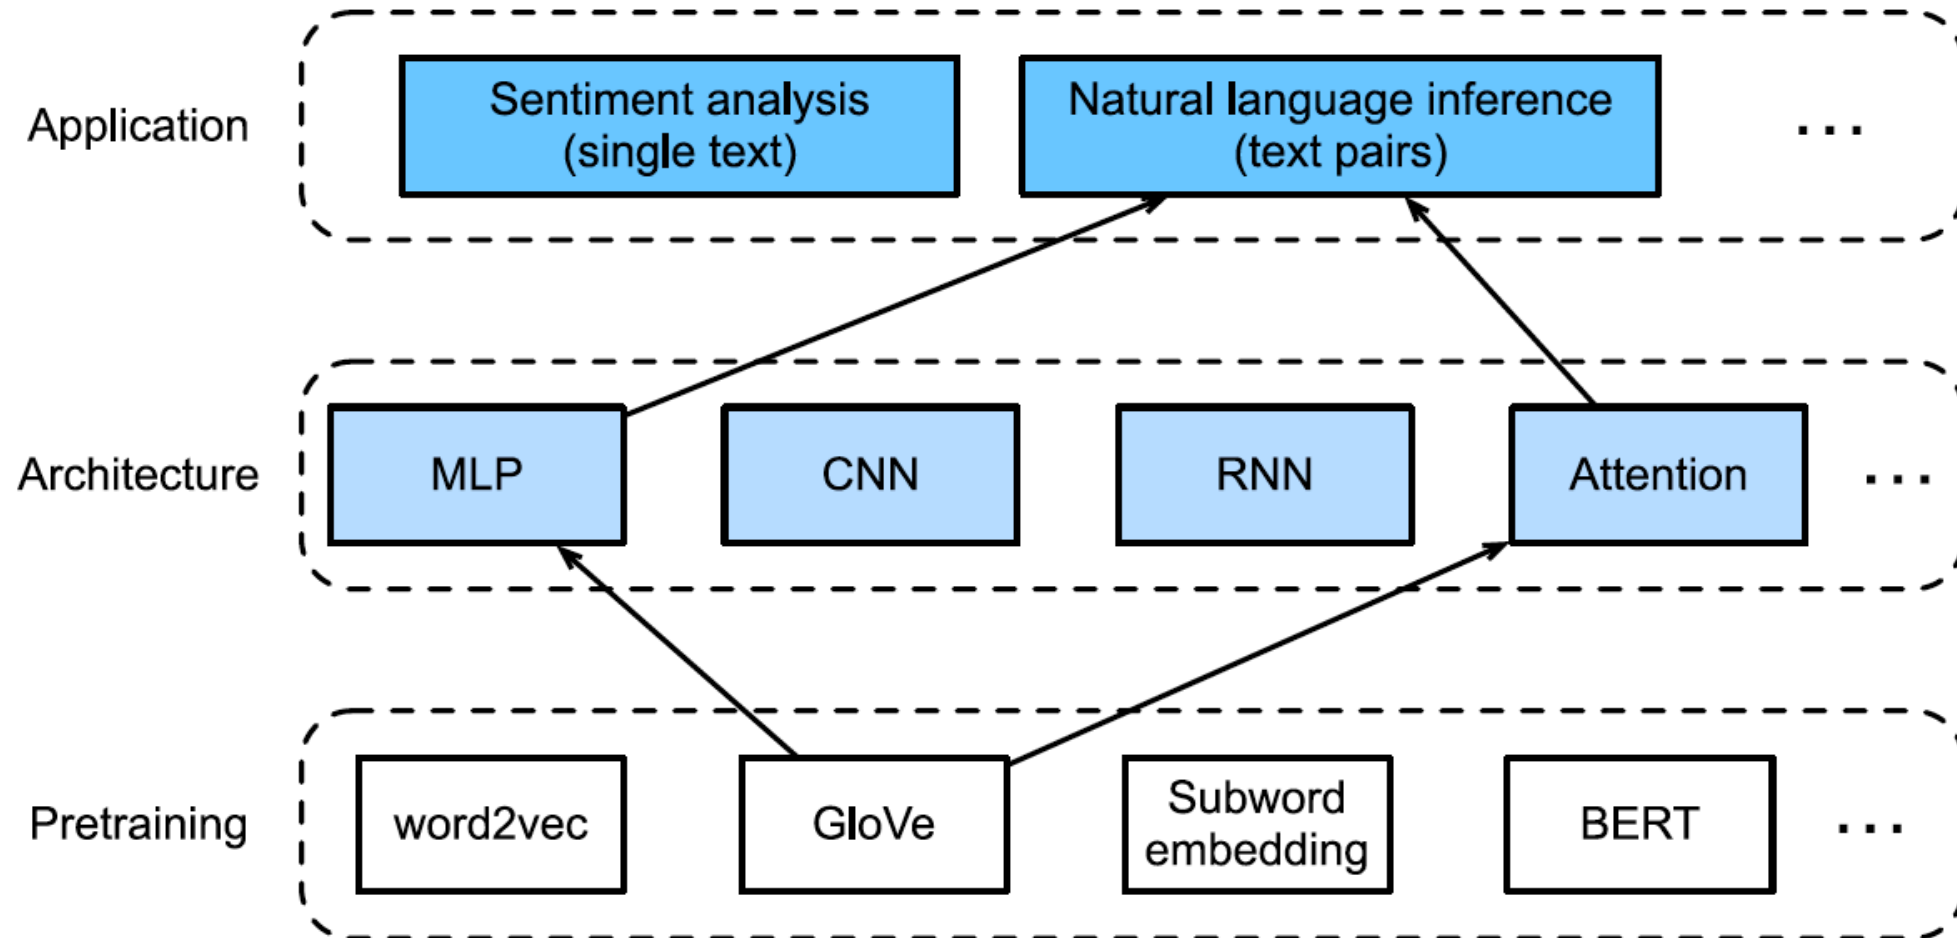 Application
Sentiment analysis
(single text)
Natural language inference
(text pairs)
...
Architecture
MLP
CNN
RNN
Attention
...
Pretraining
word2vec
GloVe
Subword
embedding
BERT
...